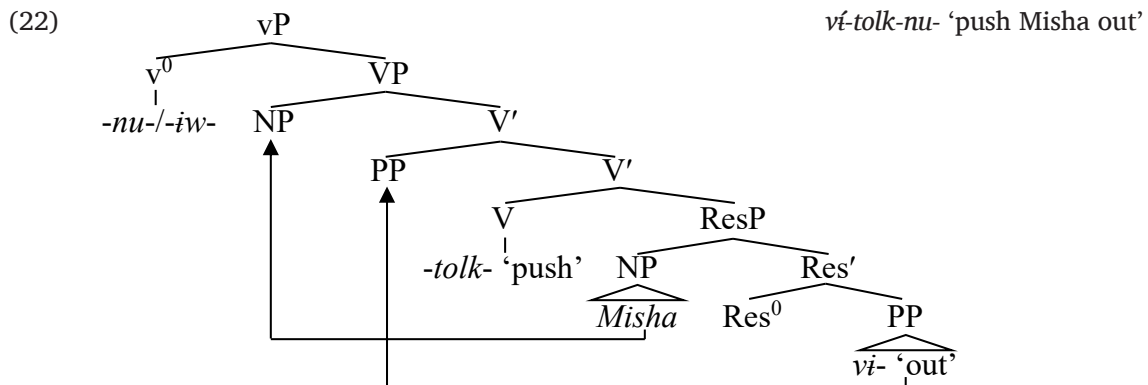 (22) vP vɨ́-tolk-nu- ‘push Misha out’
v⁰ VP
-nu-/-ɨw- NP V′
PP V′
V ResP
-tolk- ‘push’ NP Res′
Misha Res⁰ PP
vɨ- ‘out’